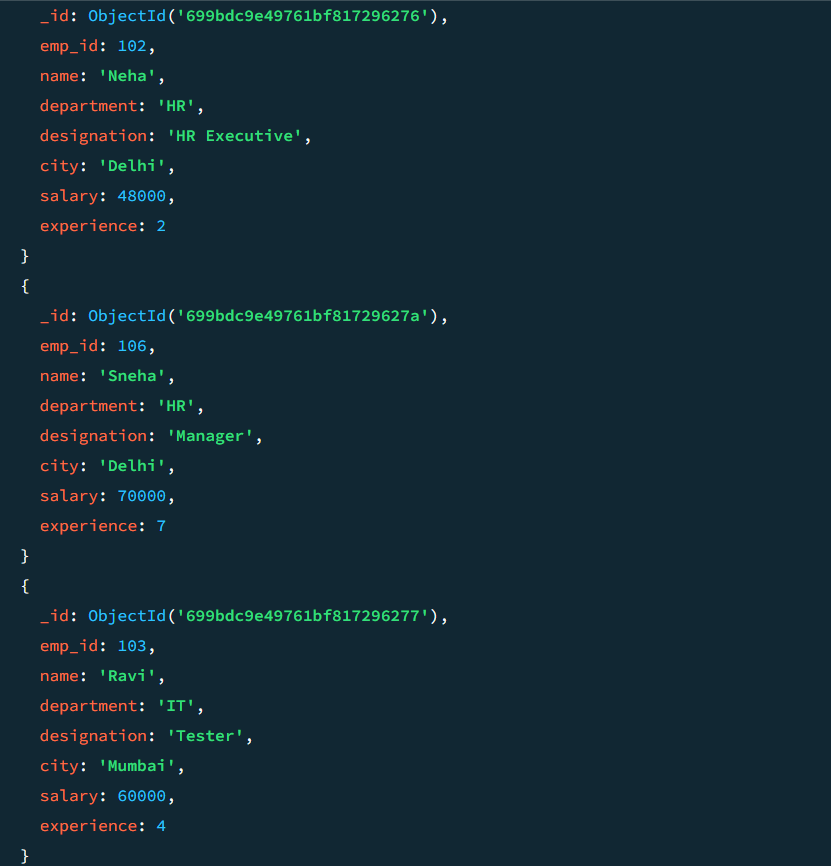 _id: ObjectId('699bdc9e49761bf817296276'),
emp_id: 102,
name: 'Neha',
department: 'HR',
designation: 'HR Executive',
city: 'Delhi',
salary: 48000,
experience: 2
}
{
_id: ObjectId('699bdc9e49761bf81729627a'),
emp_id: 106,
name: 'Sneha',
department: 'HR',
designation: 'Manager',
city: 'Delhi',
salary: 70000,
experience: 7
}
{
_id: ObjectId('699bdc9e49761bf817296277'),
emp_id: 103,
name: 'Ravi',
department: 'IT',
designation: 'Tester',
city: 'Mumbai',
salary: 60000,
experience: 4
}